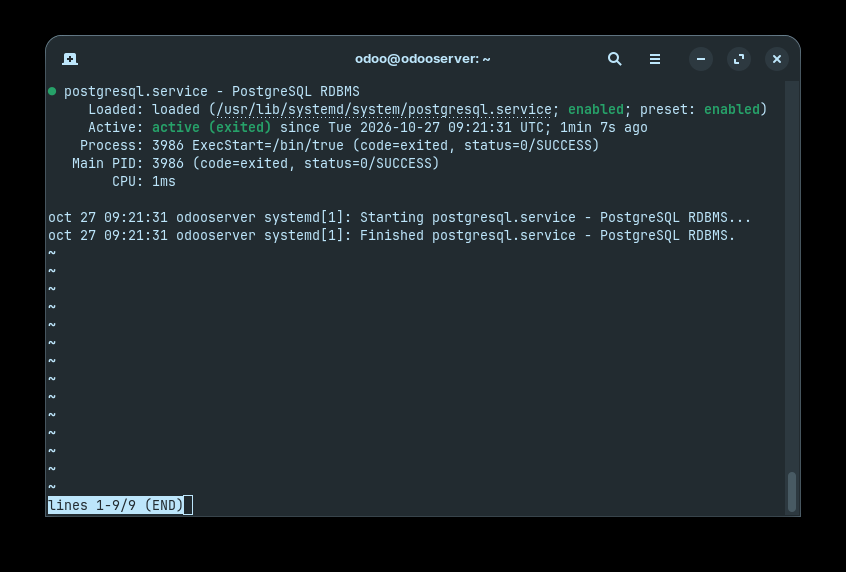 odoo@odooserver: ~
● postgresql.service - PostgreSQL RDBMS
Loaded: loaded (/usr/lib/systemd/system/postgresql.service; enabled; preset: enabled)
Active: active (exited) since Tue 2026-10-27 09:21:31 UTC; 1min 7s ago
Process: 3986 ExecStart=/bin/true (code=exited, status=0/SUCCESS)
Main PID: 3986 (code=exited, status=0/SUCCESS)
CPU: 1ms
oct 27 09:21:31 odooserver systemd[1]: Starting postgresql.service - PostgreSQL RDBMS...
oct 27 09:21:31 odooserver systemd[1]: Finished postgresql.service - PostgreSQL RDBMS.
~
~
~
~
~
~
~
~
~
~
~
~
~
~
lines 1-9/9 (END)